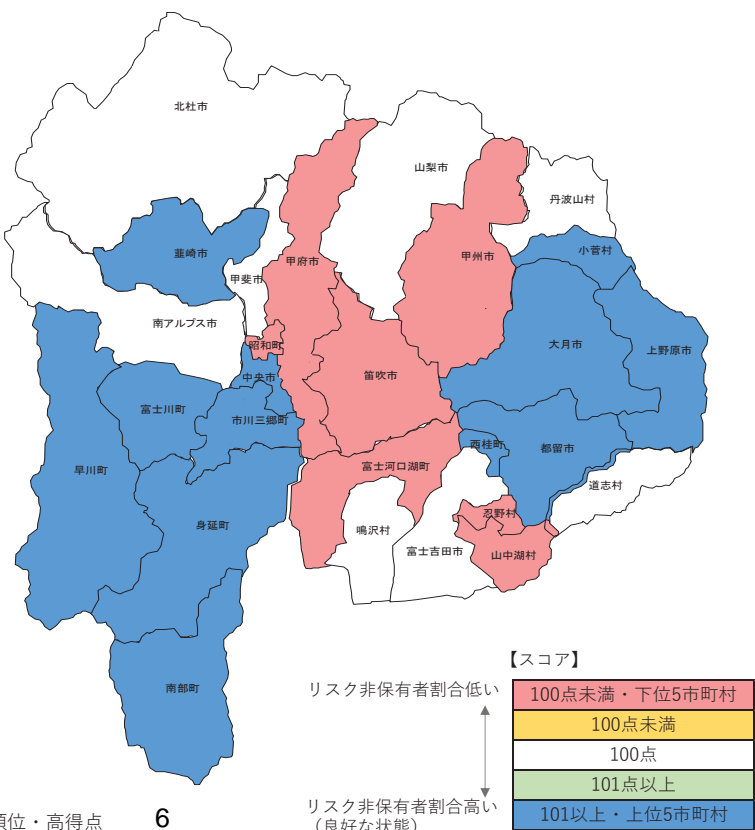 北杜市
山梨市
丹波山村
韮崎市
小菅村
甲府市
甲州市
甲斐市
南アルプス市
昭和町
大月市
上野原市
中央市
笛吹市
富士川町
市川三郷町
西桂町
都留市
富士河口湖町
早川町
道志村
身延町
忍野村
鳴沢村
富士吉田市
山中湖村
【スコア】
南部町
リスク非保有者割合低い
100点未満・下位5市町村
100点未満
100点
101点以上
リスク非保有者割合高い
101以上・上位5市町村
（良好な状態）
順位・高得点
6